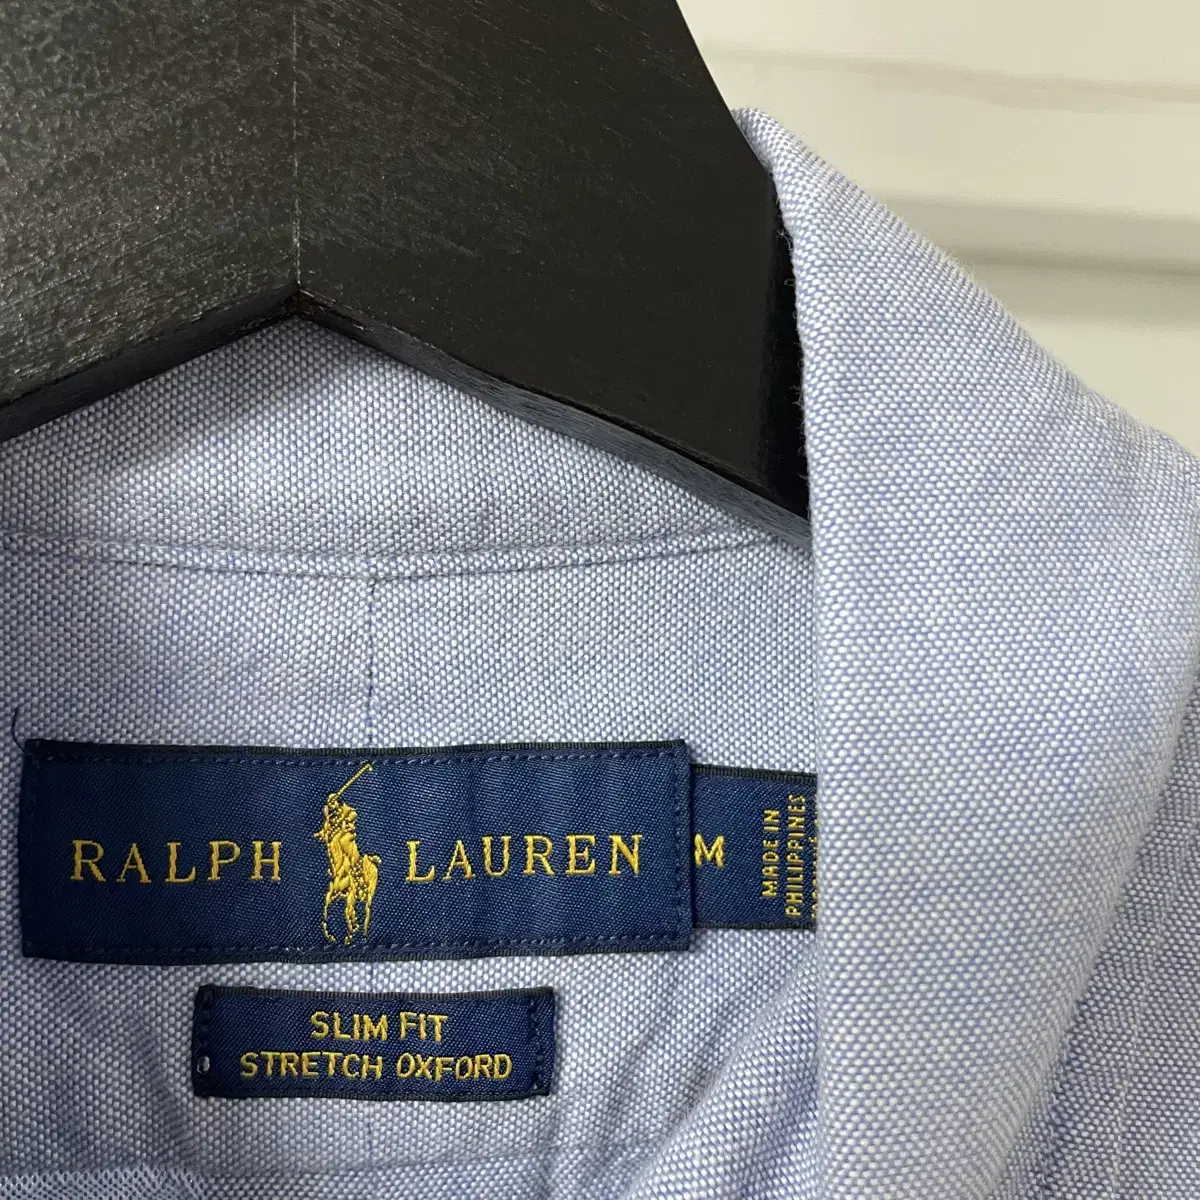 RALPH LAUREN
M
MADE IN
PHILIPPINES
SLIM FIT
STRETCH OXFORD